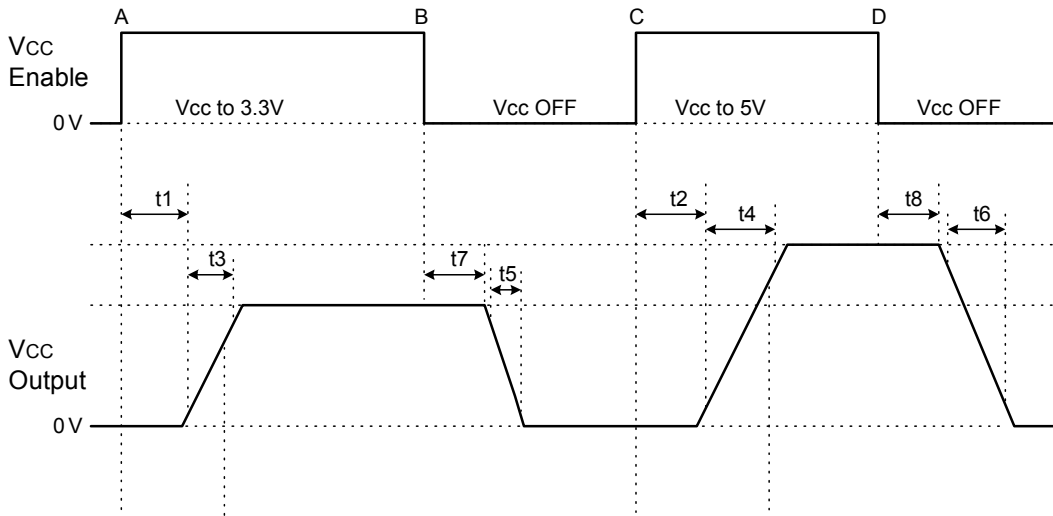 A B C D
VCC
Enable
Vcc to 3.3V Vcc OFF Vcc to 5V Vcc OFF
0 V
t1 t2 t4 t8 t6
t3 t7 t5
VCC
Output
0 V